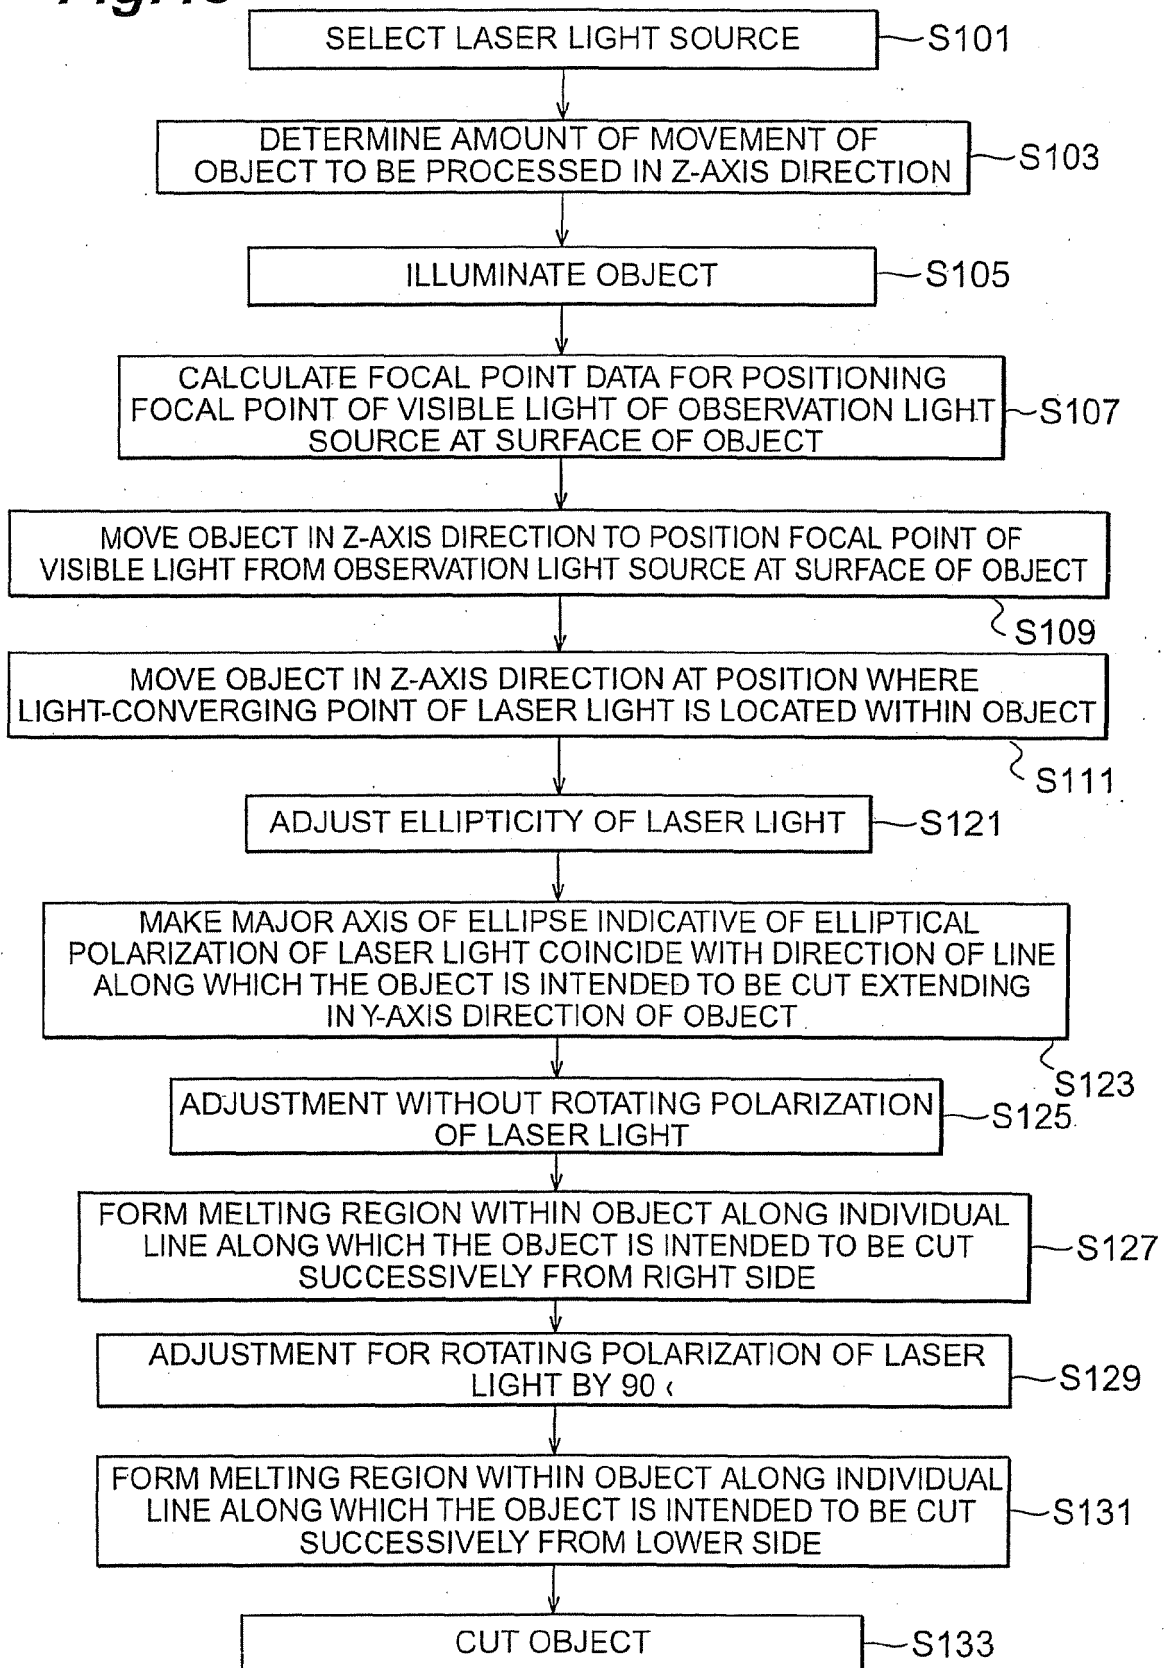 SELECT LASER LIGHT SOURCE
S101
DETERMINE AMOUNT OF MOVEMENT OF
OBJECT TO BE PROCESSED IN Z-AXIS DIRECTION
S103
ILLUMINATE OBJECT
S105
CALCULATE FOCAL POINT DATA FOR POSITIONING
FOCAL POINT OF VISIBLE LIGHT OF OBSERVATION LIGHT
SOURCE AT SURFACE OF OBJECT
S107
MOVE OBJECT IN Z-AXIS DIRECTION TO POSITION FOCAL POINT OF
VISIBLE LIGHT FROM OBSERVATION LIGHT SOURCE AT SURFACE OF OBJECT
S109
MOVE OBJECT IN Z-AXIS DIRECTION AT POSITION WHERE
LIGHT-CONVERGING POINT OF LASER LIGHT IS LOCATED WITHIN OBJECT
S111
ADJUST ELLIPTICITY OF LASER LIGHT
S121
MAKE MAJOR AXIS OF ELLIPSE INDICATIVE OF ELLIPTICAL
POLARIZATION OF LASER LIGHT COINCIDE WITH DIRECTION OF LINE
ALONG WHICH THE OBJECT IS INTENDED TO BE CUT EXTENDING
IN Y-AXIS DIRECTION OF OBJECT
S123
ADJUSTMENT WITHOUT ROTATING POLARIZATION
OF LASER LIGHT
S125
FORM MELTING REGION WITHIN OBJECT ALONG INDIVIDUAL
LINE ALONG WHICH THE OBJECT IS INTENDED TO BE CUT
SUCCESSIVELY FROM RIGHT SIDE
S127
ADJUSTMENT FOR ROTATING POLARIZATION OF LASER
LIGHT BY 90 ‹
S129
FORM MELTING REGION WITHIN OBJECT ALONG INDIVIDUAL
LINE ALONG WHICH THE OBJECT IS INTENDED TO BE CUT
SUCCESSIVELY FROM LOWER SIDE
S131
CUT OBJECT
S133